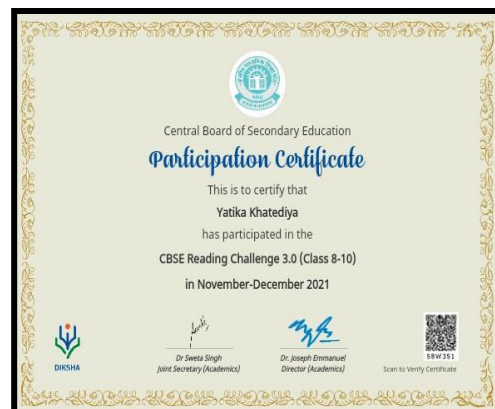 Central Board of Secondary Education
Participation Certificate
This is to certify that
Yatika Khatediya
has participated in the
CBSE Reading Challenge 3.0 (Class 8-10)
in November-December 2021
DIKSHA
Dr Sweta Singh
Joint Secretary (Academics)
Dr. Joseph Emmanuel
Director (Academics)
S8W3S1
Scan to Verify Certificate